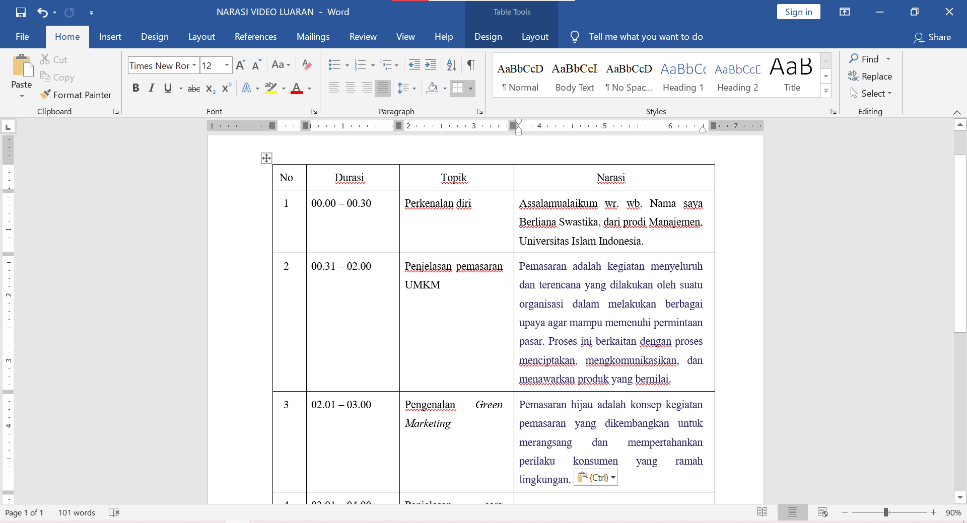 NARASI VIDEO LUARAN - Word
Table Tools
Sign in
File Home Insert Design Layout References Mailings Review View Help Design Layout Tell me what you want to do Share
Paste
Cut
Copy
Format Painter
Clipboard
Times New Ror 12
Font
Paragraph
AaBbCcD AaBbCcI AaBbCcD AaBbCc AaBbCcD AaB
¶ Normal Body Text ¶ No Spac... Heading 1 Heading 2 Title
Styles
Find
Replace
Select
Editing
No Durasi Topik Narasi
1 00.00 – 00.30 Perkenalan diri Assalamualaikum wr. wb. Nama saya
Berliana Swastika, dari prodi Manajemen,
Universitas Islam Indonesia.
2 00.31 – 02.00 Penjelasan pemasaran Pemasaran adalah kegiatan menyeluruh
UMKM dan terencana yang dilakukan oleh suatu
organisasi dalam melakukan berbagai
upaya agar mampu memenuhi permintaan
pasar. Proses ini berkaitan dengan proses
menciptakan, mengkomunikasikan, dan
menawarkan produk yang bernilai.
3 02.01 – 03.00 Pengenalan Green Pemasaran hijau adalah konsep kegiatan
Marketing pemasaran yang dikembangkan untuk
merangsang dan mempertahankan
perilaku konsumen yang ramah
lingkungan. (Ctrl)
Page 1 of 1 101 words 90%